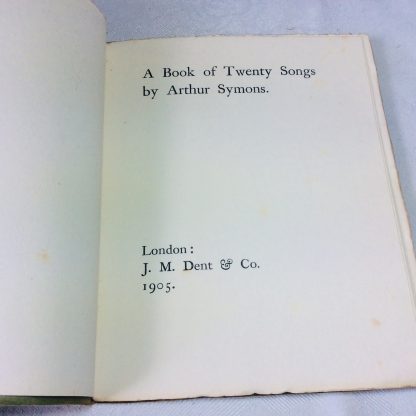 A Book of Twenty Songs
by Arthur Symons.
London:
J. M. Dent & Co.
1905.